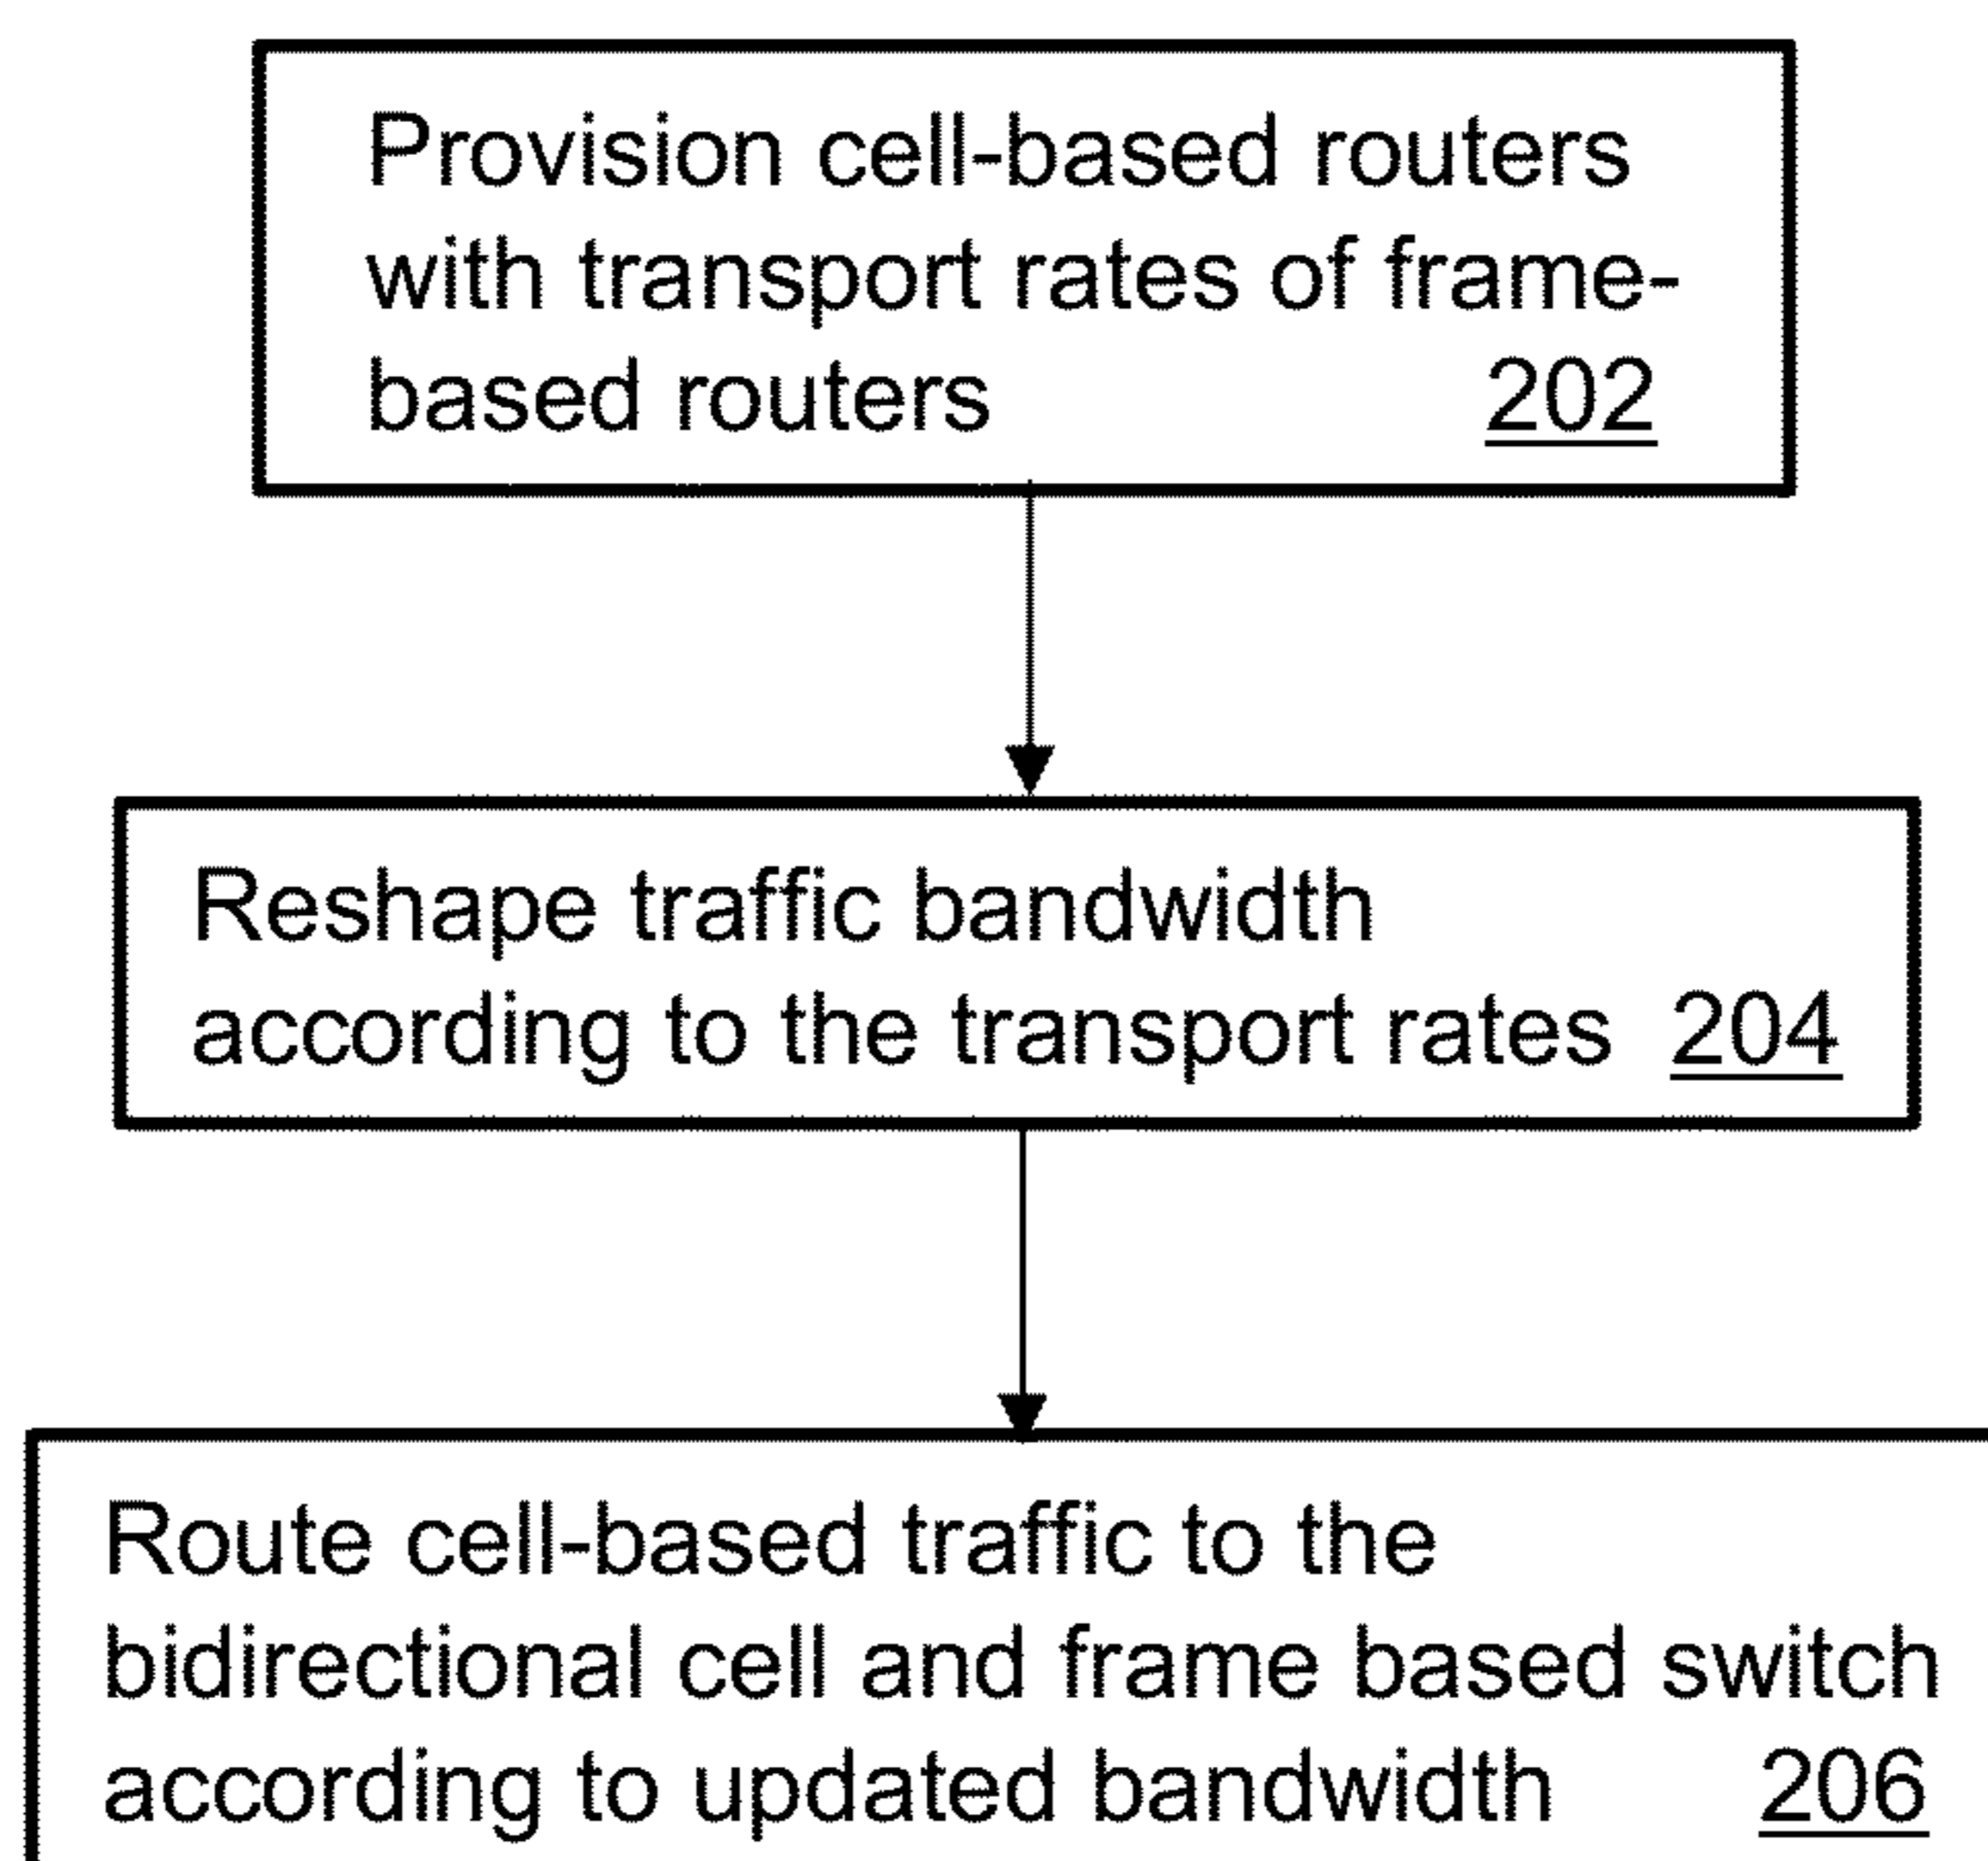 Provision cell-based routers
with transport rates of frame-
based routers 202
Reshape traffic bandwidth
according to the transport rates 204
Route cell-based traffic to the
bidirectional cell and frame based switch
according to updated bandwidth 206